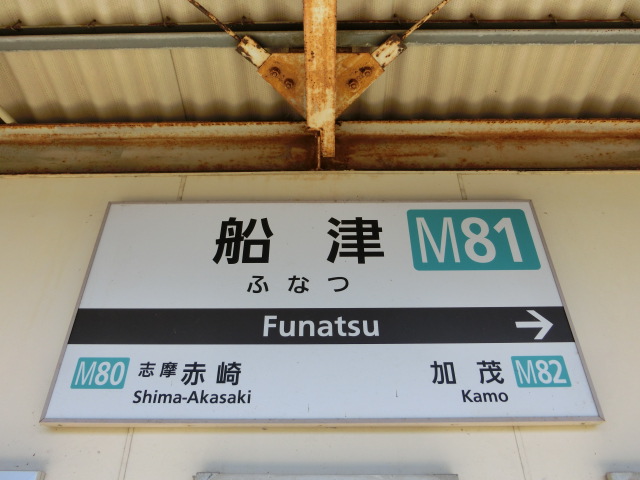 船津 M81
ふなつ
Funatsu
M80 志摩赤崎
Shima-Akasaki
加茂 M82
Kamo